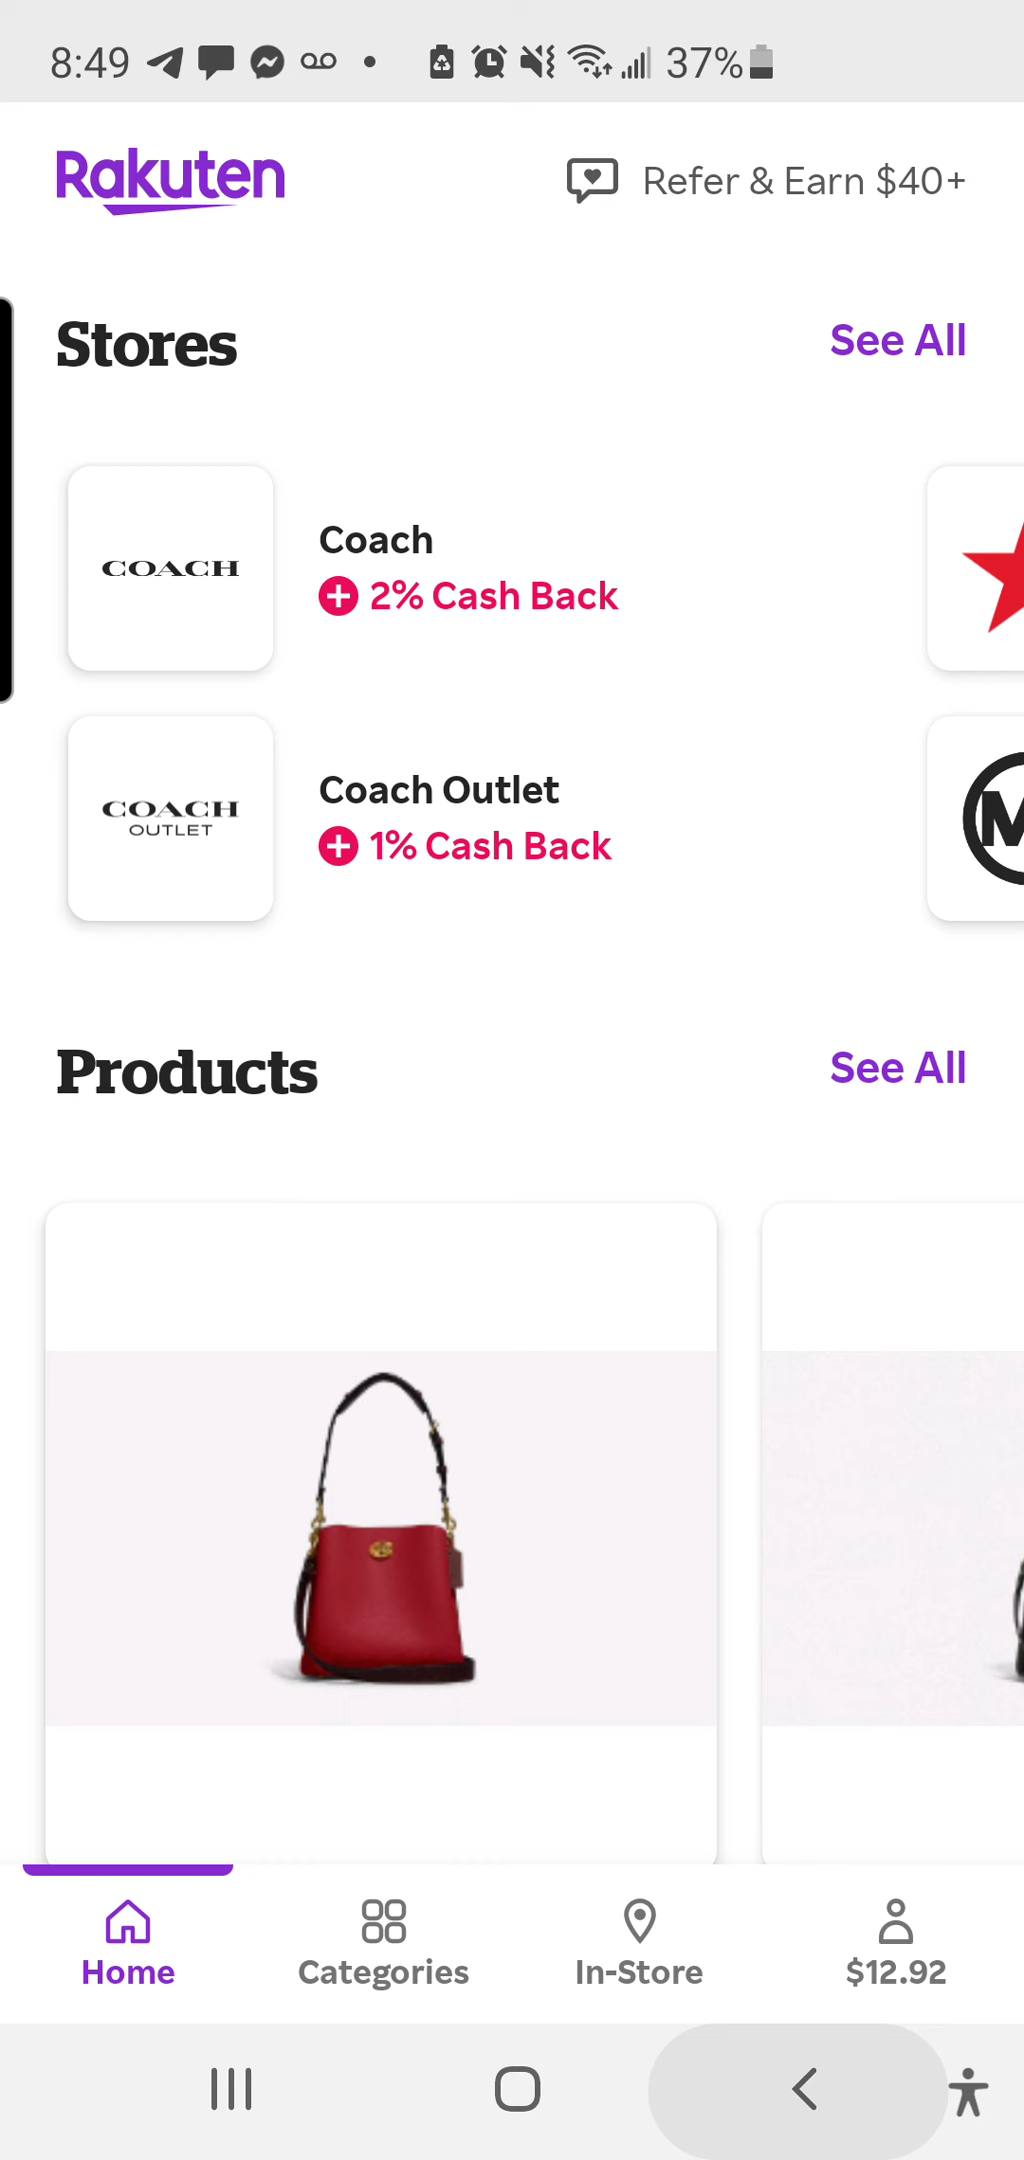 8:49 37%
Rakuten Refer & Earn $40+
Stores See All
COACH
Coach
2% Cash Back
COACH
OUTLET
Coach Outlet
1% Cash Back
M
Products See All
Home Categories In-Store $12.92